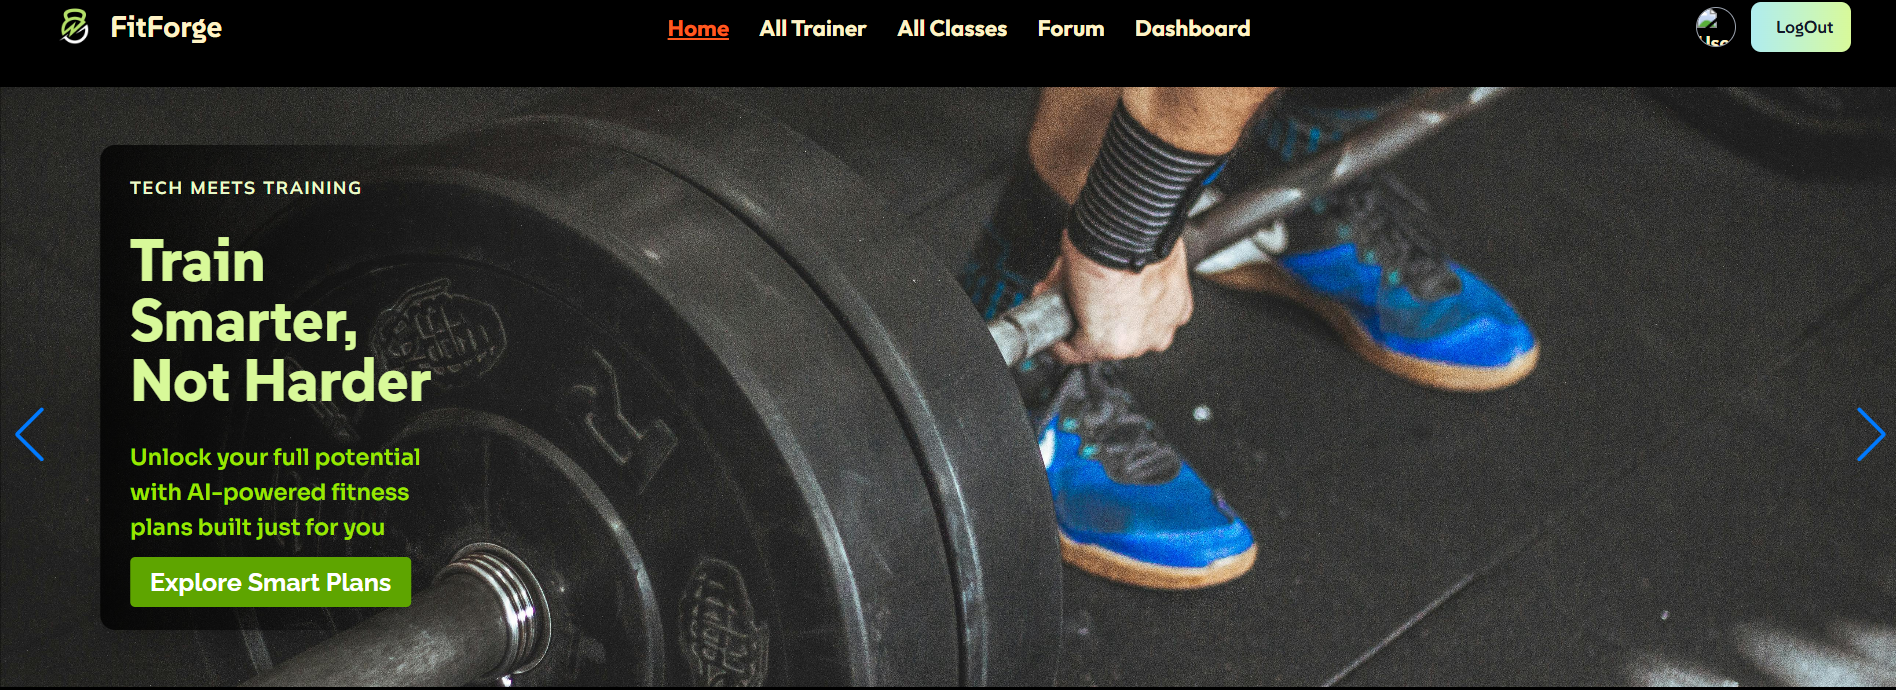 FitForge
Home
All Trainer
All Classes
Forum
Dashboard
LogOut
TECH MEETS TRAINING
Train
Smarter,
Not Harder
Unlock your full potential
with AI-powered fitness
plans built just for you
Explore Smart Plans